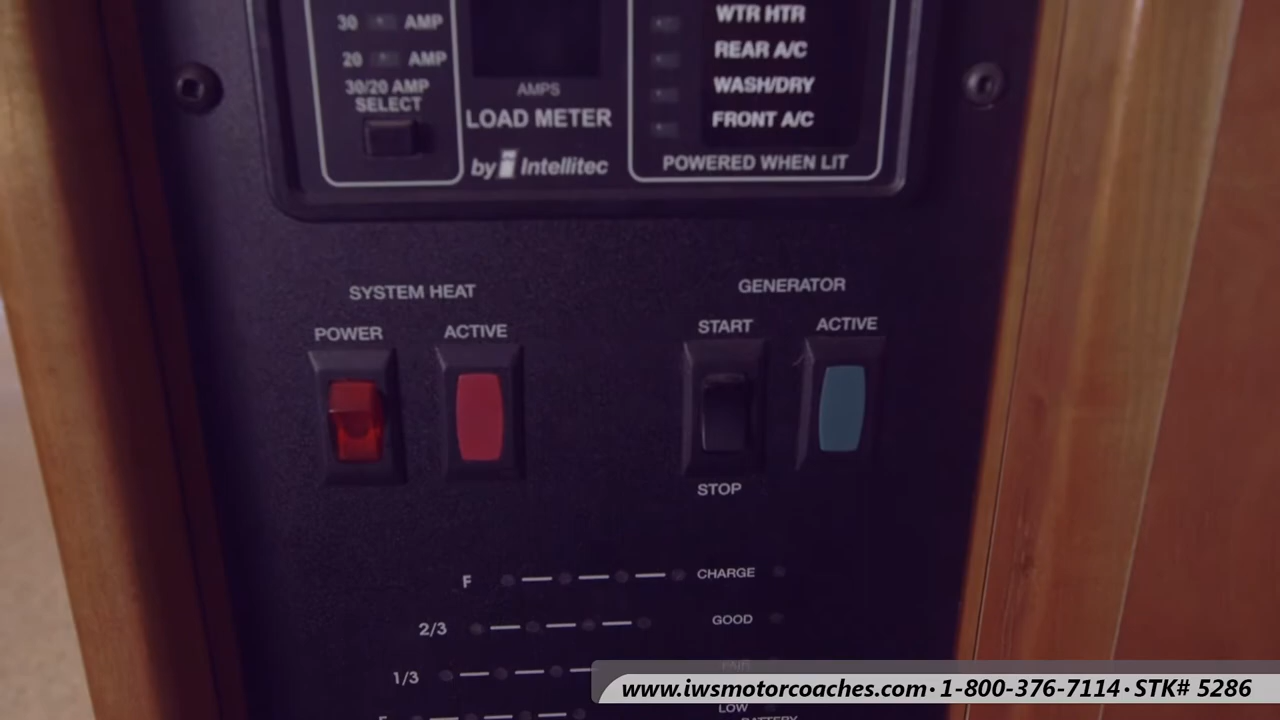 30 AMP
20 AMP
30/20 AMP
SELECT
AMPS
LOAD METER
by Intellitec
WTR HTR
REAR A/C
WASH/DRY
FRONT A/C
POWERED WHEN LIT
SYSTEM HEAT
POWER
ACTIVE
GENERATOR
START
ACTIVE
STOP
F
CHARGE
2/3
GOOD
1/3
FAIR
E
LOW
BATTERY
www.iwsmotorcoaches.com · 1-800-376-7114 · STK# 5286